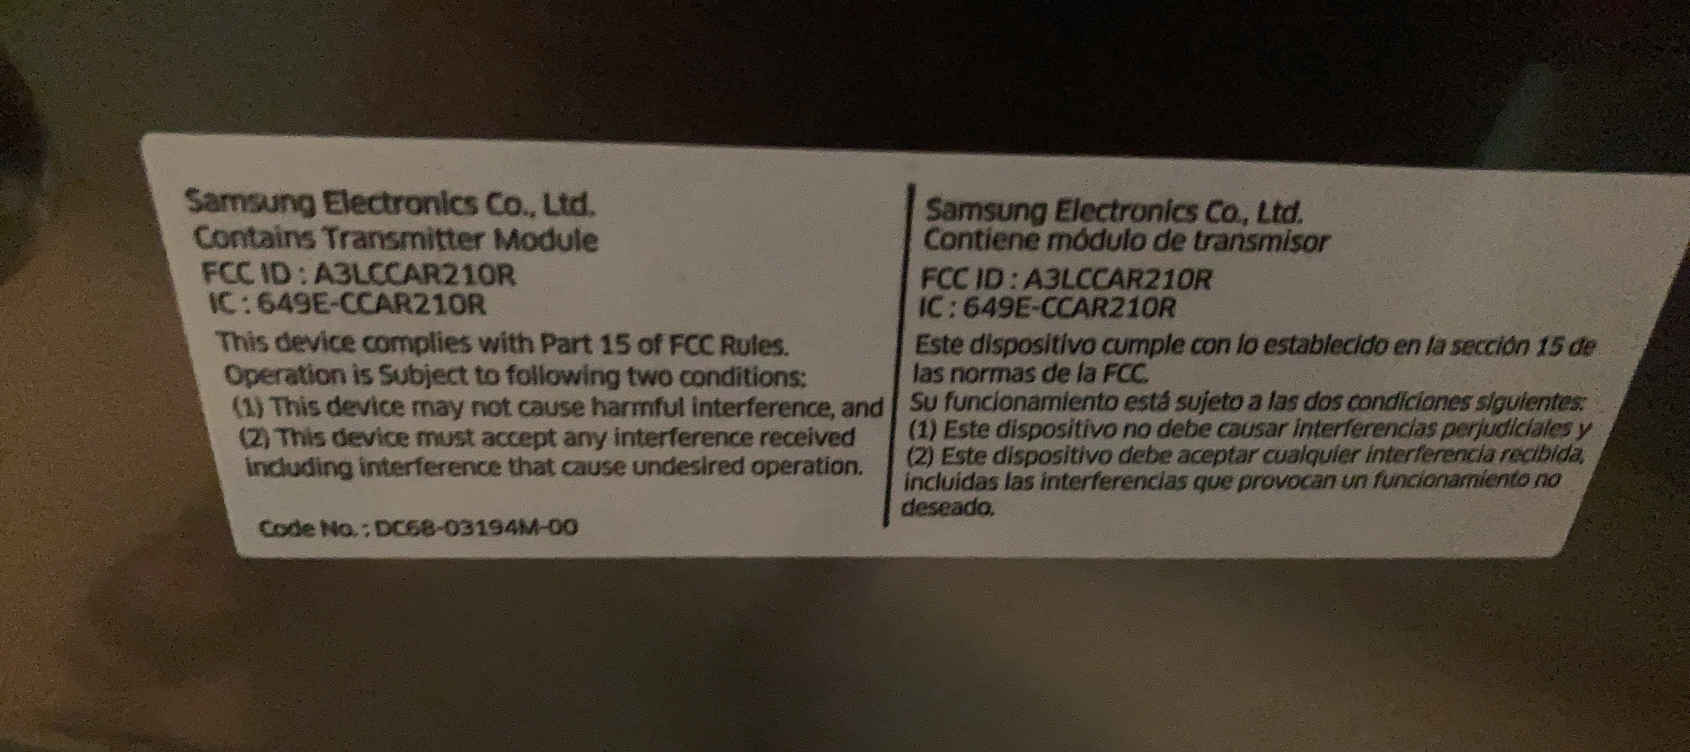 Samsung Electronics Co., Ltd.
Contains Transmitter Module
FCC ID : A3LCCAR210R
IC : 649E-CCAR210R
This device complies with Part 15 of FCC Rules.
Operation is Subject to following two conditions:
(1) This device may not cause harmful interference, and
(2) This device must accept any interference received
including interference that cause undesired operation.
Code No. : DC68-03194M-00
Samsung Electronics Co., Ltd.
Contiene módulo de transmisor
FCC ID : A3LCCAR210R
IC : 649E-CCAR210R
Este dispositivo cumple con lo establecido en la sección 15 de
las normas de la FCC.
Su funcionamiento está sujeto a las dos condiciones siguientes:
(1) Este dispositivo no debe causar interferencias perjudiciales y
(2) Este dispositivo debe aceptar cualquier interferencia recibida,
incluidas las interferencias que provocan un funcionamiento no
deseado.